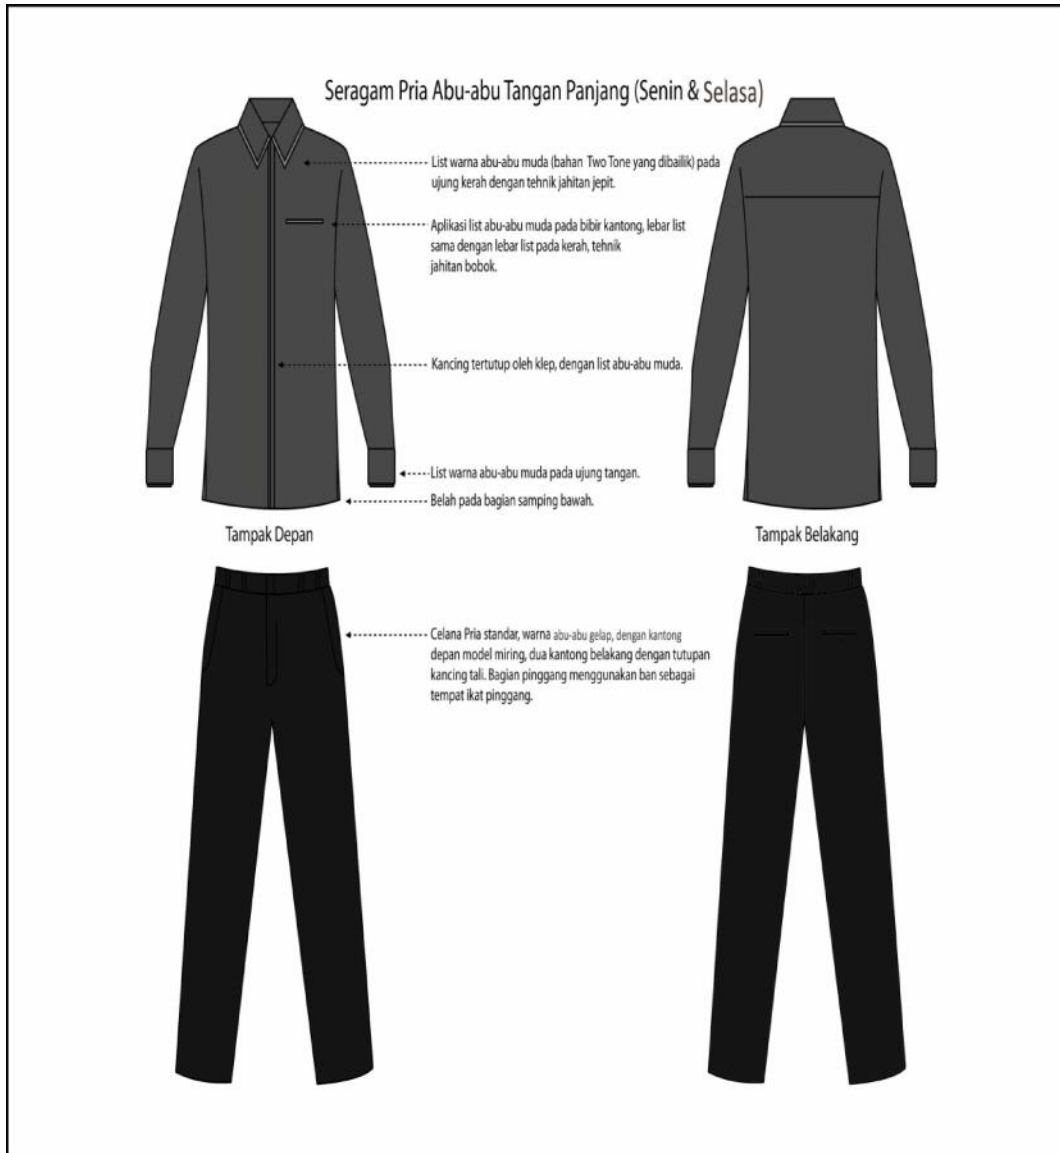 Seragam Pria Abu-abu Tangan Panjang (Senin & Selasa)
List warna abu-abu muda (bahan Two Tone yang dibailik) pada
ujung kerah dengan tehnik jahitan jepit.
Aplikasi list abu-abu muda pada bibir kantong, lebar list
sama dengan lebar list pada kerah, tehnik
jahitan bobok.
Kancing tertutup oleh klep, dengan list abu-abu muda.
List warna abu-abu muda pada ujung tangan.
Belah pada bagian samping bawah.
Tampak Depan
Tampak Belakang
Celana Pria standar, warna abu-abu gelap, dengan kantong
depan model miring, dua kantong belakang dengan tutupan
kancing tali. Bagian pinggang menggunakan ban sebagai
tempat ikat pinggang.